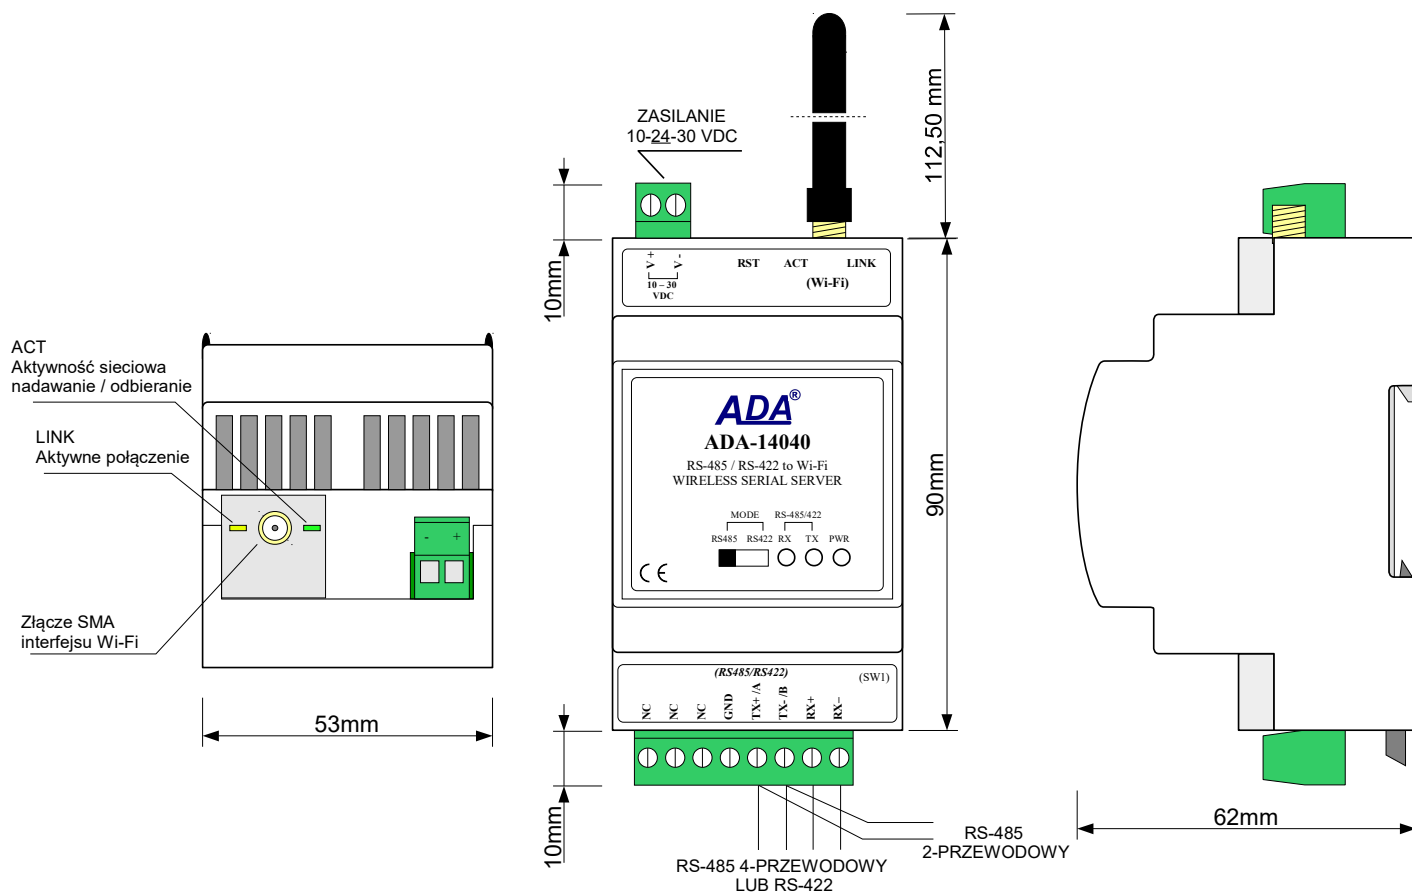 ZASILANIE
10-24-30 VDC
112,50 mm
10mm
V +
V -
10 – 30
VDC
RST
ACT
LINK
(Wi-Fi)
ACT
Aktywność sieciowa
nadawanie / odbieranie
LINK
Aktywne połączenie
- +
Złącze SMA
interfejsu Wi-Fi
53mm
ADA®
ADA-14040
RS-485 / RS-422 to Wi-Fi
WIRELESS SERIAL SERVER
MODE RS-485/422
RS485 RS422 RX TX PWR
CE
90mm
(RS485/RS422)
(SW1)
NC
NC
NC
GND
TX+ /A
TX- /B
RX+
RX–
10mm
RS-485
2-PRZEWODOWY
RS-485 4-PRZEWODOWY
LUB RS-422
62mm